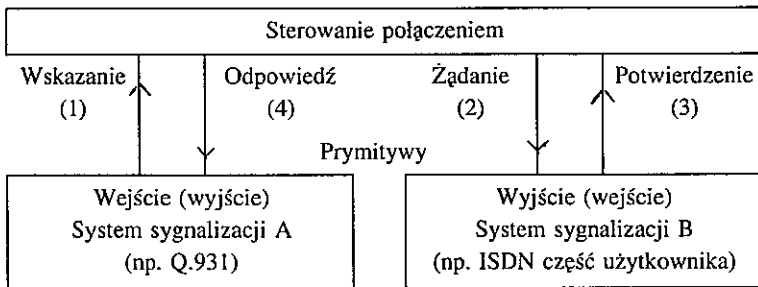 Sterowanie połączeniem
Wskazanie Odpowiedź Żądanie Potwierdzenie
(1) (4) (2) (3)
Prymitywy
Wejście (wyjście) Wyjście (wejście)
System sygnalizacji A System sygnalizacji B
(np. Q.931) (np. ISDN część użytkownika)